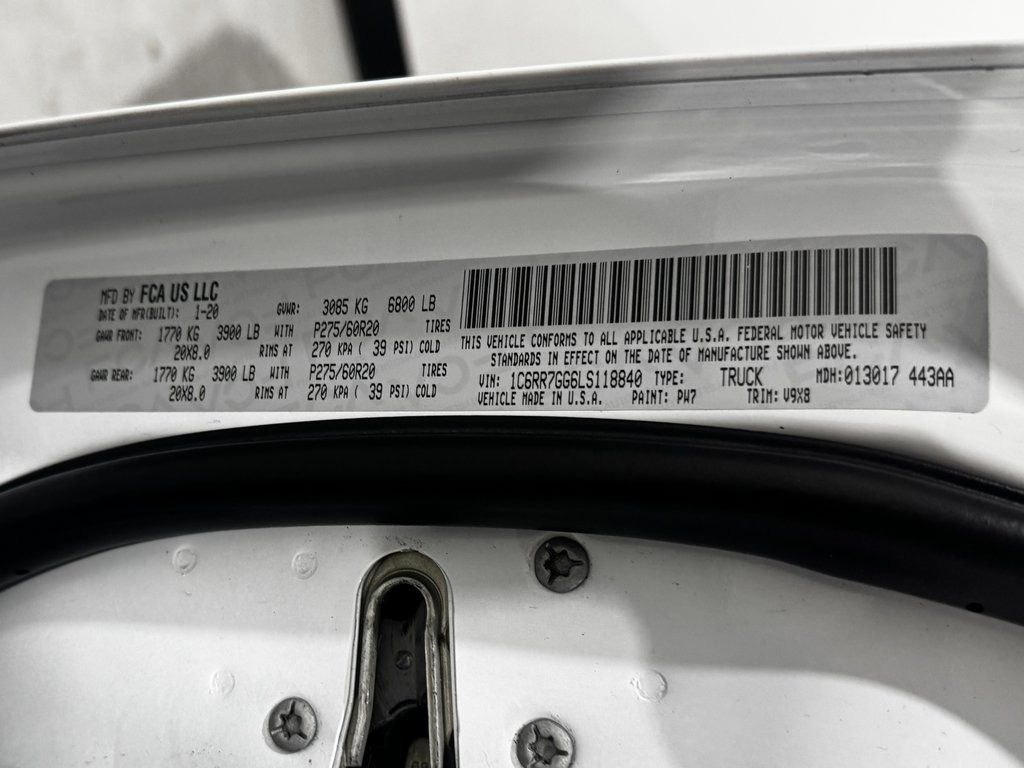 MFD BY FCA US LLC
DATE OF MFR(BUILT): 1-20 GVWR: 3085 KG 6800 LB
GAWR FRONT: 1770 KG 3900 LB WITH P275/60R20 TIRES
20X8.0 RIMS AT 270 KPA ( 39 PSI) COLD
GAWR REAR: 1770 KG 3900 LB WITH P275/60R20 TIRES
20X8.0 RIMS AT 270 KPA ( 39 PSI) COLD
THIS VEHICLE CONFORMS TO ALL APPLICABLE U.S.A. FEDERAL MOTOR VEHICLE SAFETY
STANDARDS IN EFFECT ON THE DATE OF MANUFACTURE SHOWN ABOVE.
VIN: 1C6RR7GG6LS118840 TYPE: TRUCK MDH:013017 443AA
VEHICLE MADE IN U.S.A. PAINT: PW7 TRIM: V9X8